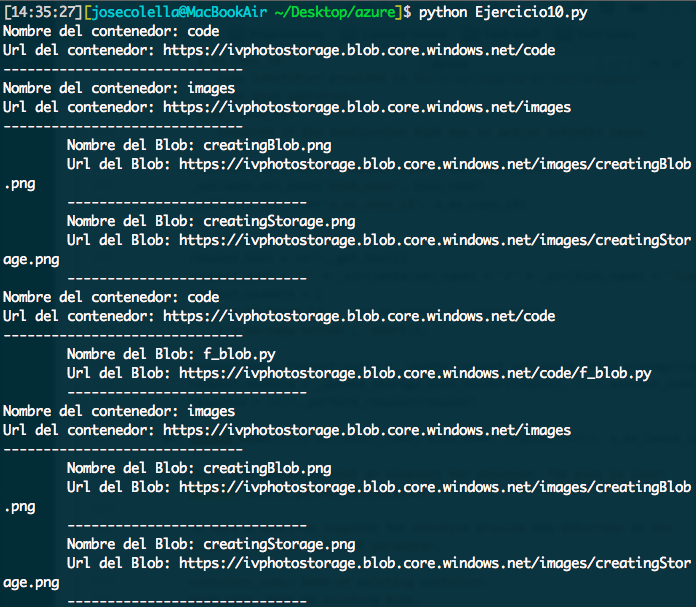 [14:35:27][josecolella@MacBookAir ~/Desktop/azure]$ python Ejercicio10.py
Nombre del contenedor: code
Url del contenedor: https://ivphotostorage.blob.core.windows.net/code
------------------------------
Nombre del contenedor: images
Url del contenedor: https://ivphotostorage.blob.core.windows.net/images
------------------------------
Nombre del Blob: creatingBlob.png
Url del Blob: https://ivphotostorage.blob.core.windows.net/images/creatingBlob
.png
------------------------------
Nombre del Blob: creatingStorage.png
Url del Blob: https://ivphotostorage.blob.core.windows.net/images/creatingStor
age.png
------------------------------
Nombre del contenedor: code
Url del contenedor: https://ivphotostorage.blob.core.windows.net/code
------------------------------
Nombre del Blob: f_blob.py
Url del Blob: https://ivphotostorage.blob.core.windows.net/code/f_blob.py
------------------------------
Nombre del contenedor: images
Url del contenedor: https://ivphotostorage.blob.core.windows.net/images
------------------------------
Nombre del Blob: creatingBlob.png
Url del Blob: https://ivphotostorage.blob.core.windows.net/images/creatingBlob
.png
------------------------------
Nombre del Blob: creatingStorage.png
Url del Blob: https://ivphotostorage.blob.core.windows.net/images/creatingStor
age.png
------------------------------